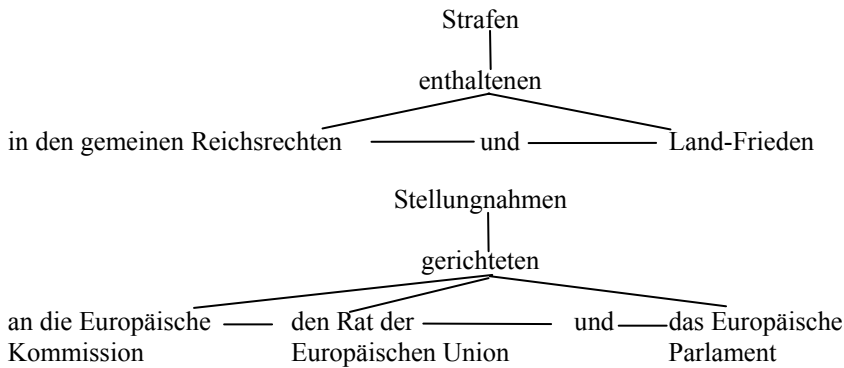 Strafen
enthaltenen
in den gemeinen Reichsrechten und Land-Frieden
Stellungnahmen
gerichteten
an die Europäische den Rat der und das Europäische
Kommission Europäischen Union Parlament